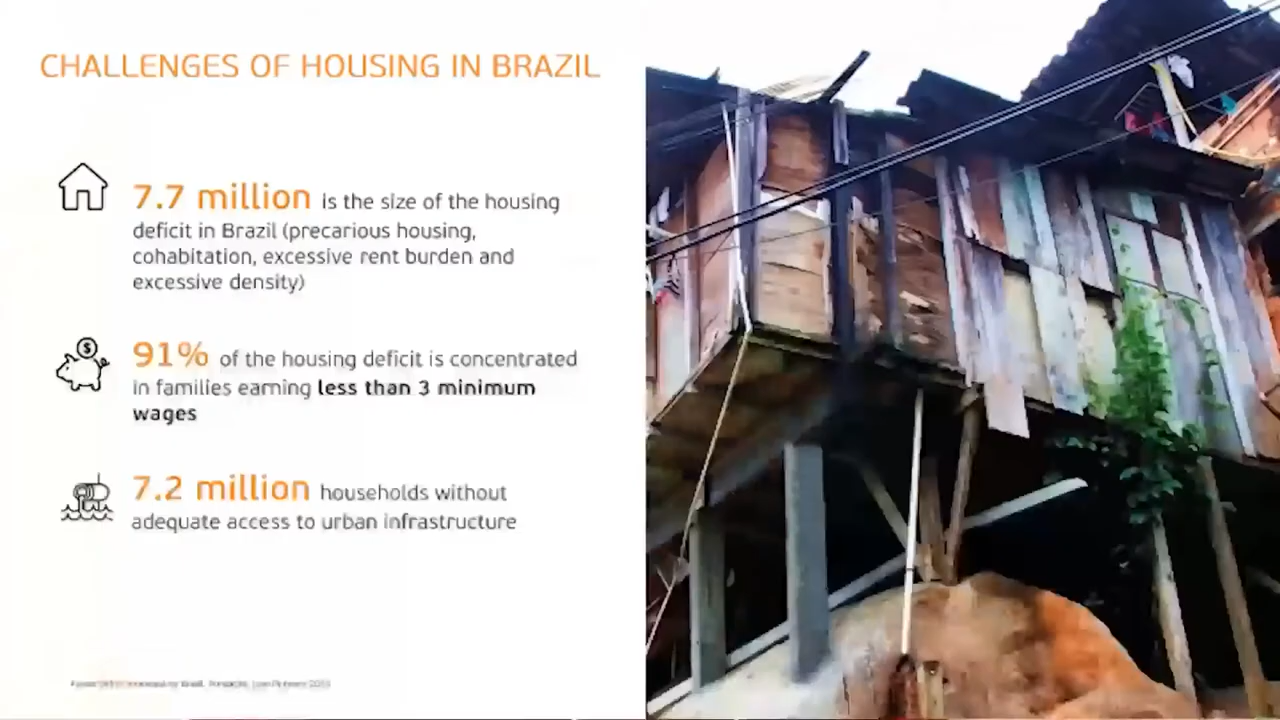 CHALLENGES OF HOUSING IN BRAZIL
7.7 million is the size of the housing
deficit in Brazil (precarious housing,
cohabitation, excessive rent burden and
excessive density)
$
91% of the housing deficit is concentrated
in families earning less than 3 minimum
wages
7.2 million households without
adequate access to urban infrastructure